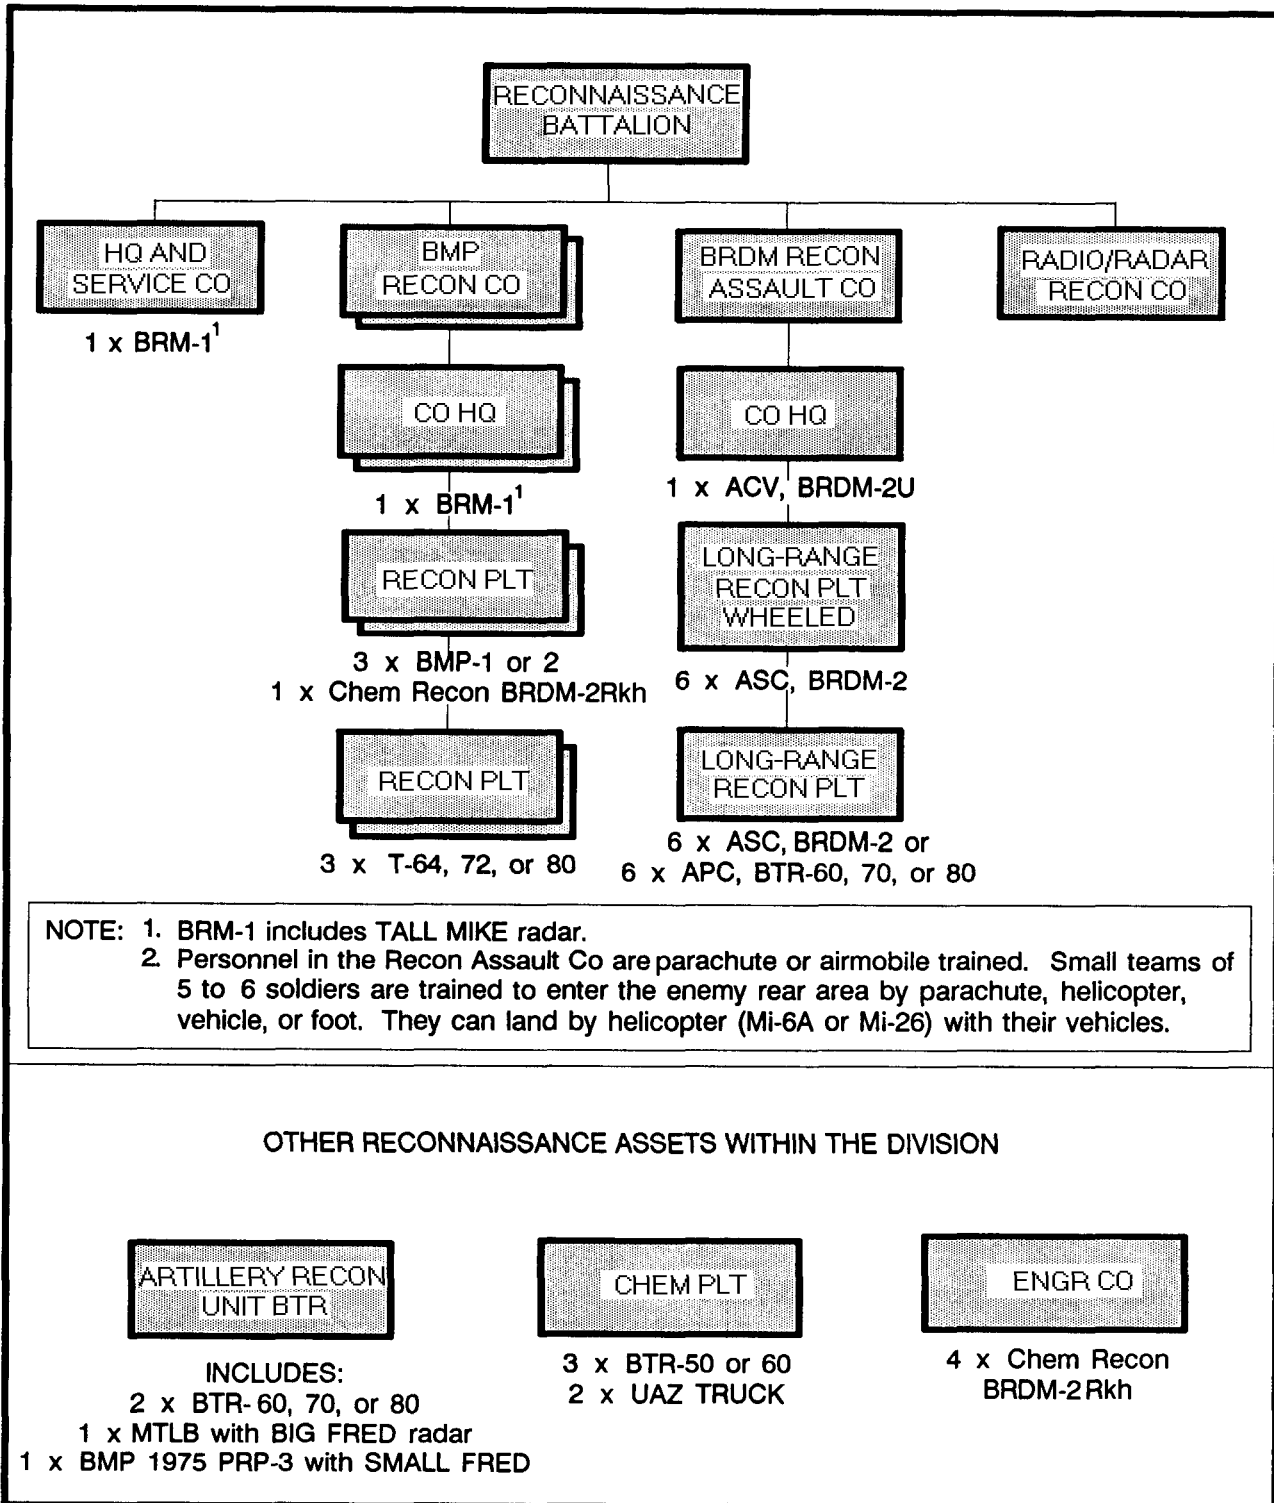 RECONNAISSANCE
BATTALION
HQ AND
SERVICE CO
1 x BRM-1¹
BMP
RECON CO
BRDM RECON
ASSAULT CO
RADIO/RADAR
RECON CO
CO HQ
1 x BRM-1¹
CO HQ
1 x ACV, BRDM-2U
RECON PLT
3 x BMP-1 or 2
1 x Chem Recon BRDM-2Rkh
LONG-RANGE
RECON PLT
WHEELED
6 x ASC, BRDM-2
RECON PLT
3 x T-64, 72, or 80
LONG-RANGE
RECON PLT
6 x ASC, BRDM-2 or
6 x APC, BTR-60, 70, or 80
NOTE: 1. BRM-1 includes TALL MIKE radar.
2. Personnel in the Recon Assault Co are parachute or airmobile trained. Small teams of
5 to 6 soldiers are trained to enter the enemy rear area by parachute, helicopter,
vehicle, or foot. They can land by helicopter (Mi-6A or Mi-26) with their vehicles.
OTHER RECONNAISSANCE ASSETS WITHIN THE DIVISION
ARTILLERY RECON
UNIT BTR
INCLUDES:
2 x BTR-60, 70, or 80
1 x MTLB with BIG FRED radar
1 x BMP 1975 PRP-3 with SMALL FRED
CHEM PLT
3 x BTR-50 or 60
2 x UAZ TRUCK
ENGR CO
4 x Chem Recon
BRDM-2 Rkh